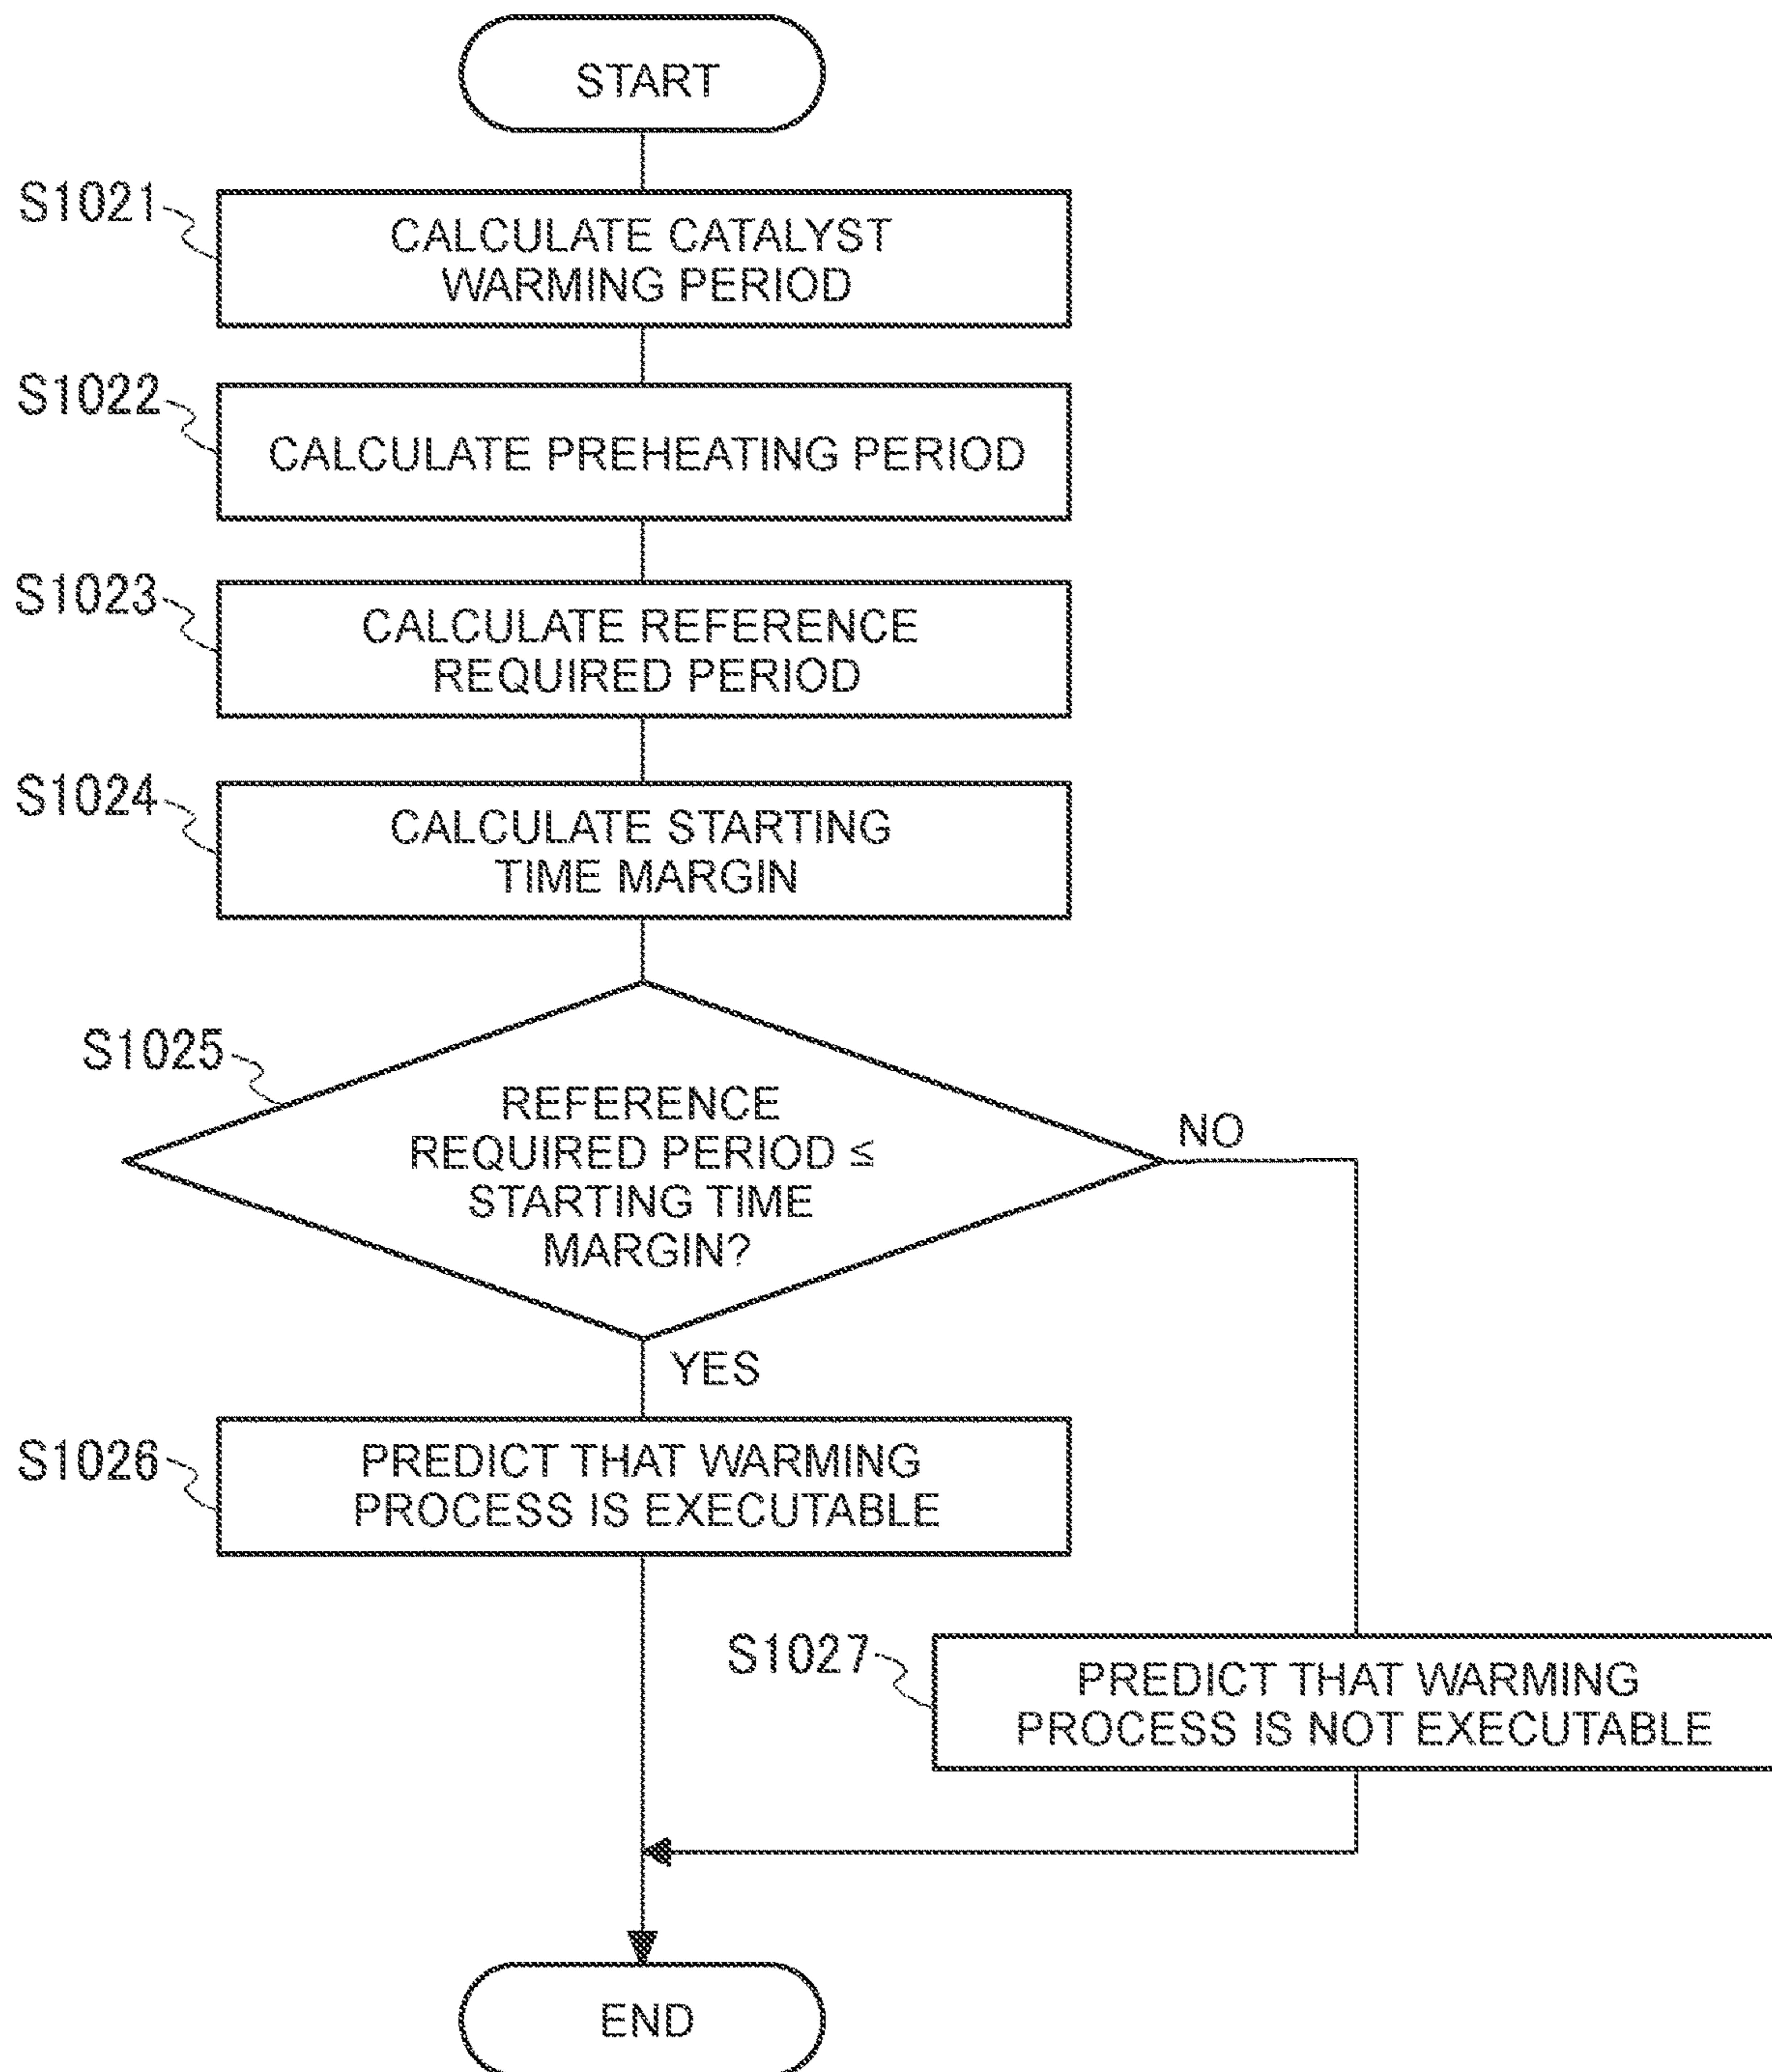 START
S1021
CALCULATE CATALYST
WARMING PERIOD
S1022
CALCULATE PREHEATING PERIOD
S1023
CALCULATE REFERENCE
REQUIRED PERIOD
S1024
CALCULATE STARTING
TIME MARGIN
S1025
REFERENCE
REQUIRED PERIOD ≤
STARTING TIME
MARGIN?
NO
YES
S1026
PREDICT THAT WARMING
PROCESS IS EXECUTABLE
S1027
PREDICT THAT WARMING
PROCESS IS NOT EXECUTABLE
END